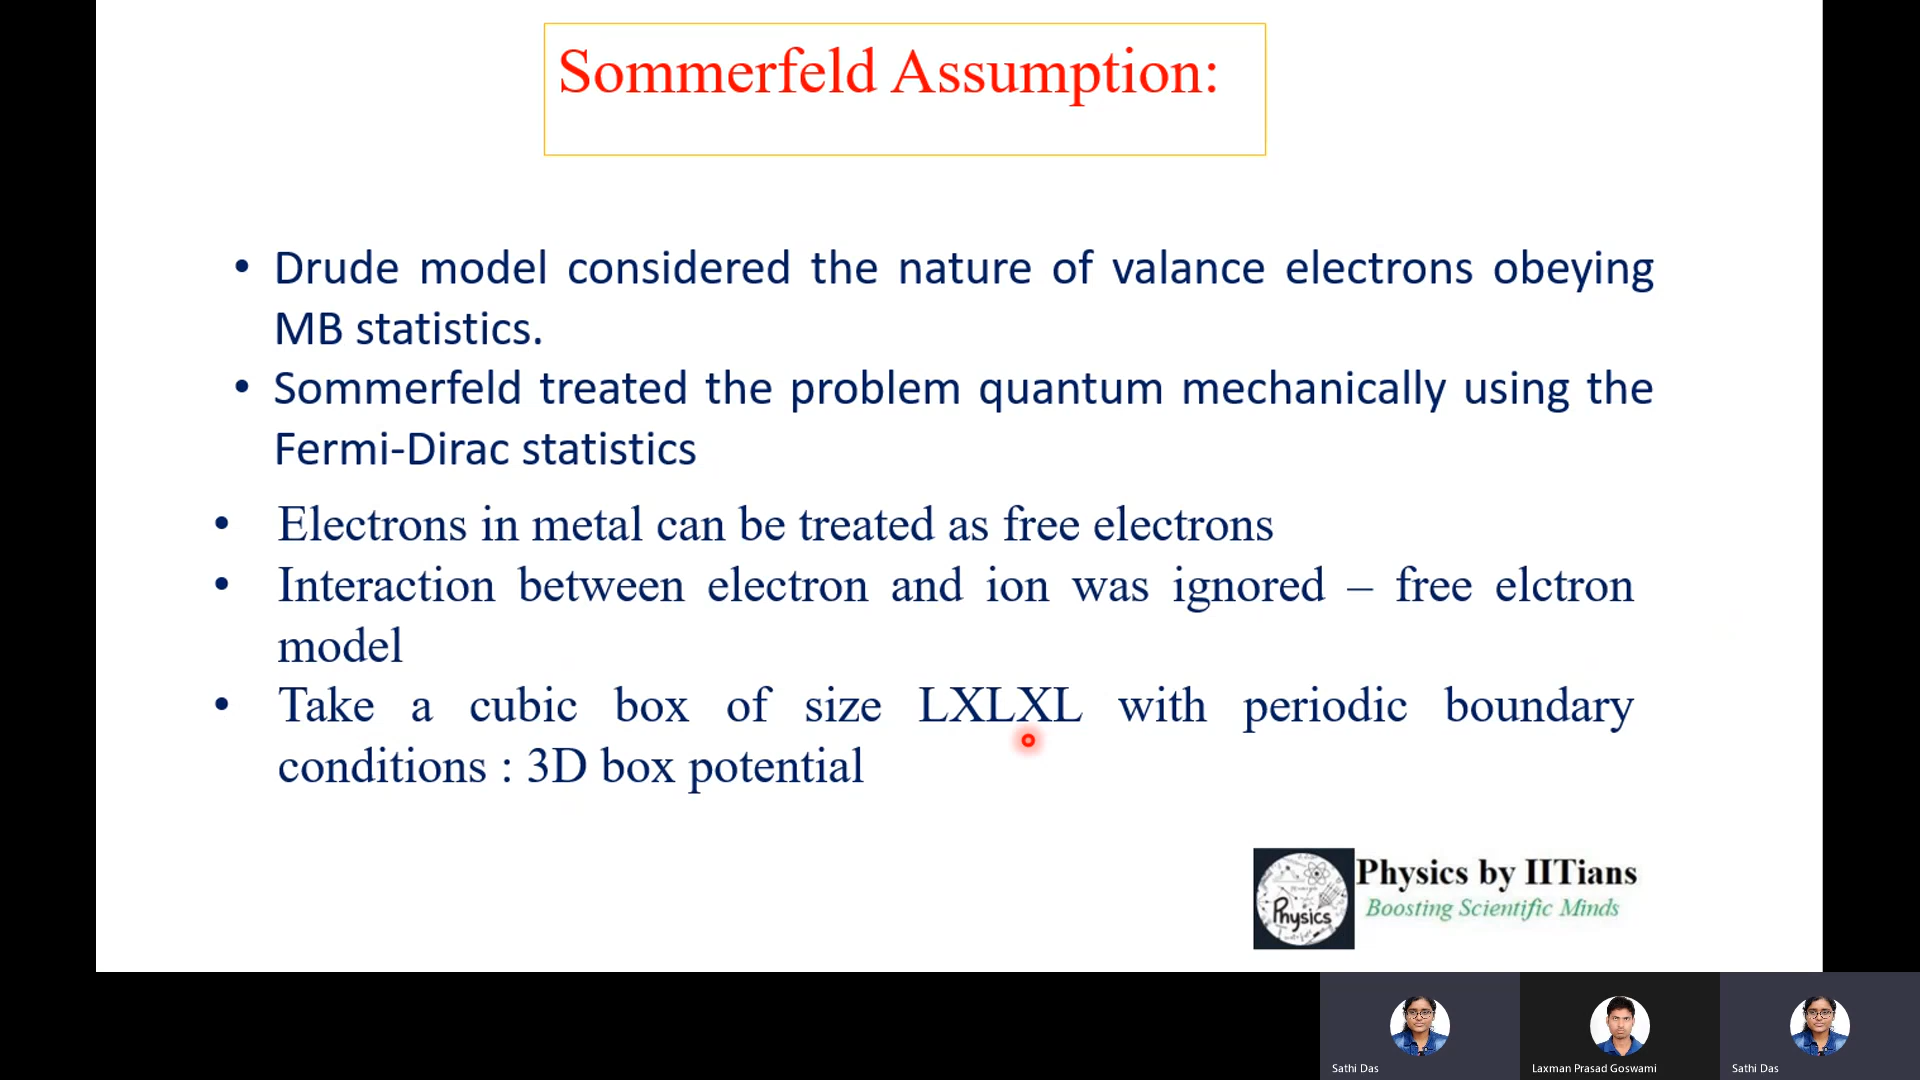 Sommerfeld Assumption:
• Drude model considered the nature of valance electrons obeying
MB statistics.
• Sommerfeld treated the problem quantum mechanically using the
Fermi-Dirac statistics
• Electrons in metal can be treated as free electrons
• Interaction between electron and ion was ignored – free elctron
model
• Take a cubic box of size LXLXL with periodic boundary
conditions : 3D box potential
Physics
Physics by IITians
Boosting Scientific Minds
Sathi Das
Laxman Prasad Goswami
Sathi Das